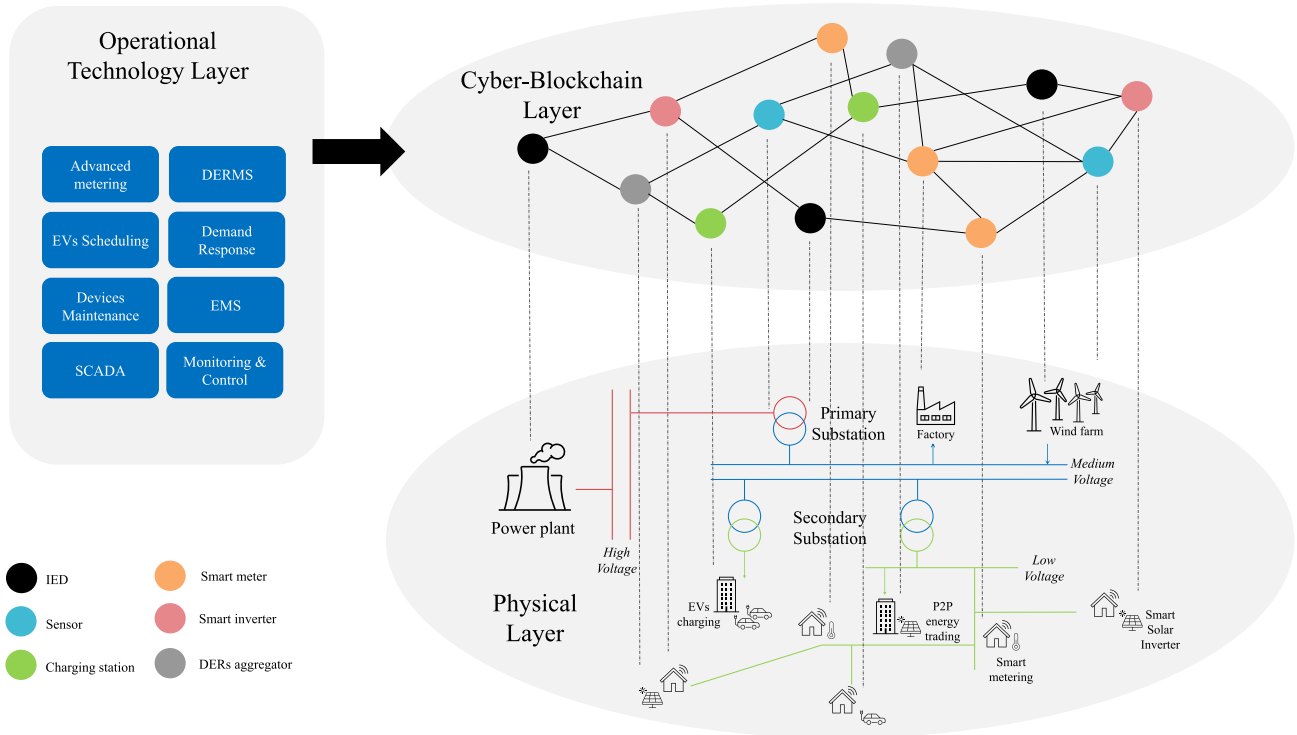 Operational
Technology Layer
Advanced
metering
DERMS
EVs Scheduling
Demand
Response
Devices
Maintenance
EMS
SCADA
Monitoring &
Control
Cyber-Blockchain
Layer
Primary
Substation
Factory
Wind farm
Medium
Voltage
Power plant
High
Voltage
Secondary
Substation
Low
Voltage
Physical
Layer
EVs
charging
P2P
energy
trading
Smart
metering
Smart
Solar
Inverter
IED
Smart meter
Sensor
Smart inverter
Charging station
DERs aggregator